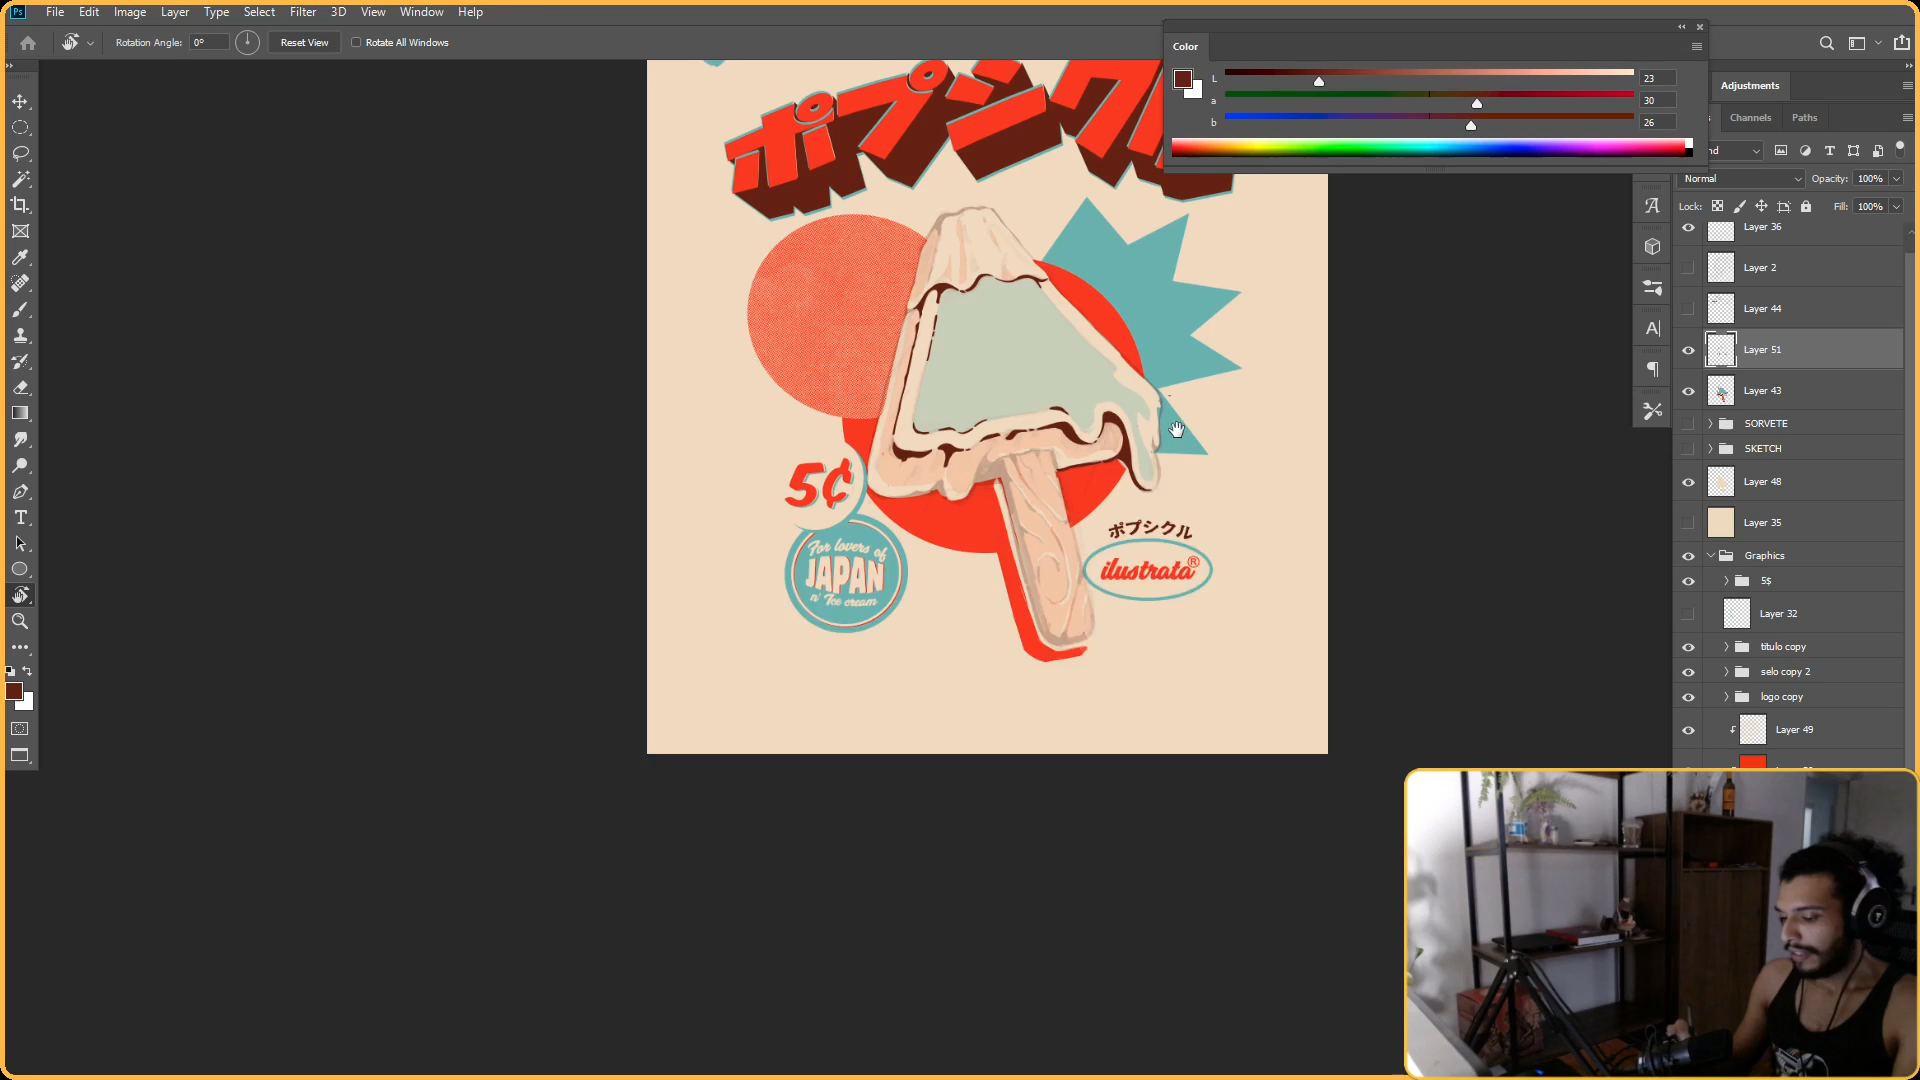 Ps File Edit Image Layer Type Select Filter 3D View Window Help
Rotation Angle: 0° Reset View Rotate All Windows
Color
L 23
a 30
b 26
Adjustments
Channels Paths
Normal Opacity: 100%
Lock: Fill: 100%
Layer 36
Layer 2
Layer 44
Layer 51
Layer 43
SORVETE
SKETCH
Layer 48
Layer 35
Graphics
5$
Layer 32
titulo copy
selo copy 2
logo copy
Layer 49
5¢
For lovers of
JAPAN
n' Ice cream
ポプシクル
ilustrata®